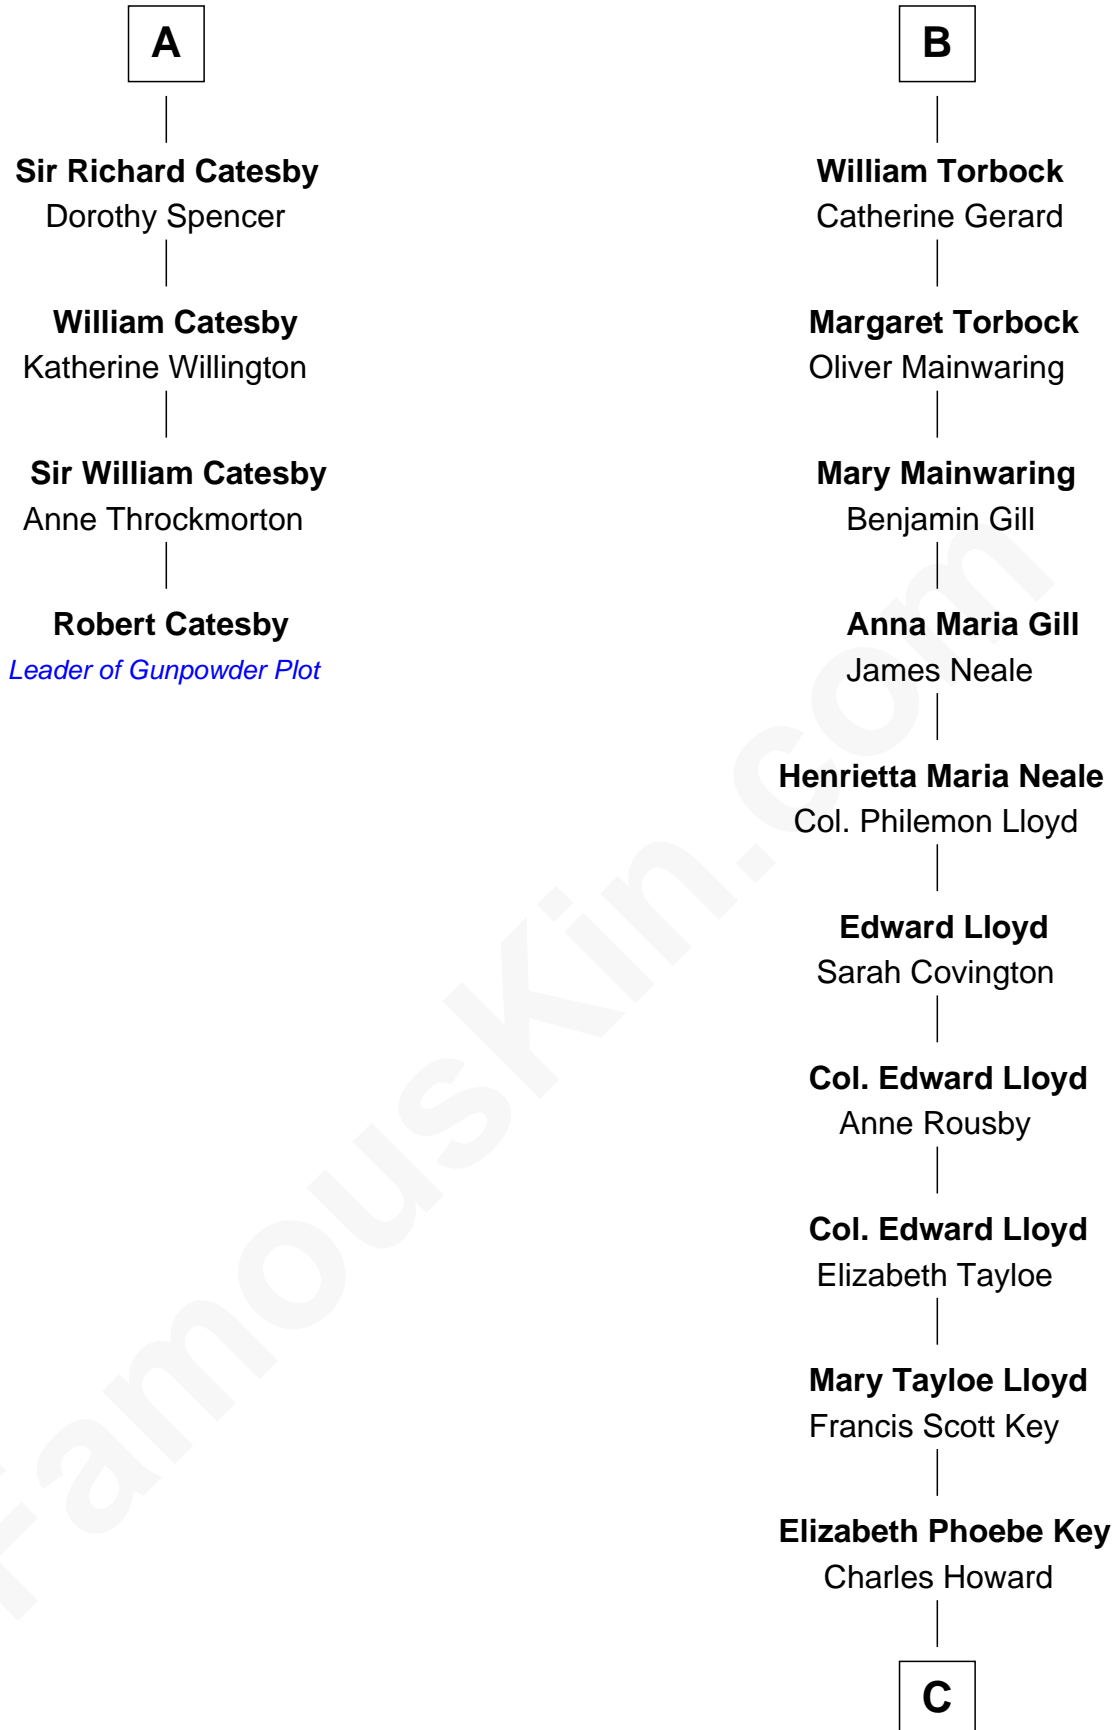 A
Sir Richard Catesby
Dorothy Spencer
William Catesby
Katherine Willington
Sir William Catesby
Anne Throckmorton
Robert Catesby
Leader of Gunpowder Plot
B
William Torbock
Catherine Gerard
Margaret Torbock
Oliver Mainwaring
Mary Mainwaring
Benjamin Gill
Anna Maria Gill
James Neale
Henrietta Maria Neale
Col. Philemon Lloyd
Edward Lloyd
Sarah Covington
Col. Edward Lloyd
Anne Rousby
Col. Edward Lloyd
Elizabeth Tayloe
Mary Tayloe Lloyd
Francis Scott Key
Elizabeth Phoebe Key
Charles Howard
C
FamousKin.com